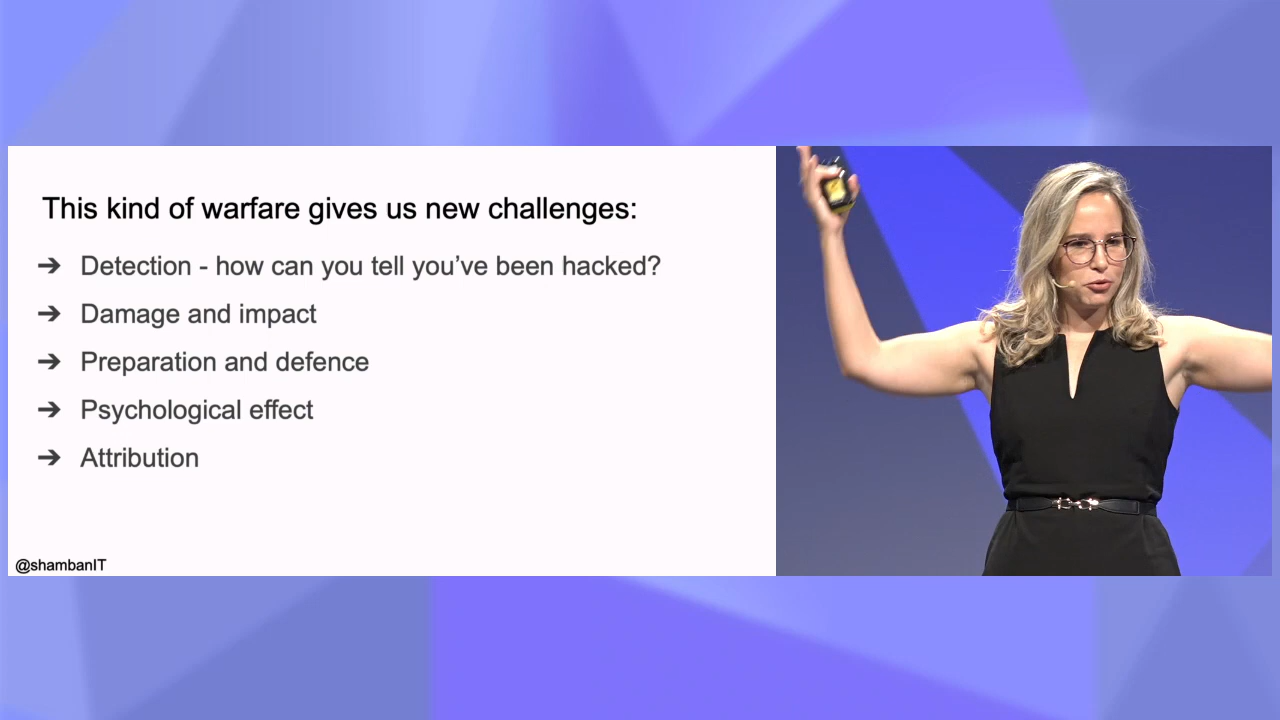 This kind of warfare gives us new challenges:
➔ Detection - how can you tell you’ve been hacked?
➔ Damage and impact
➔ Preparation and defence
➔ Psychological effect
➔ Attribution
@shambanIT